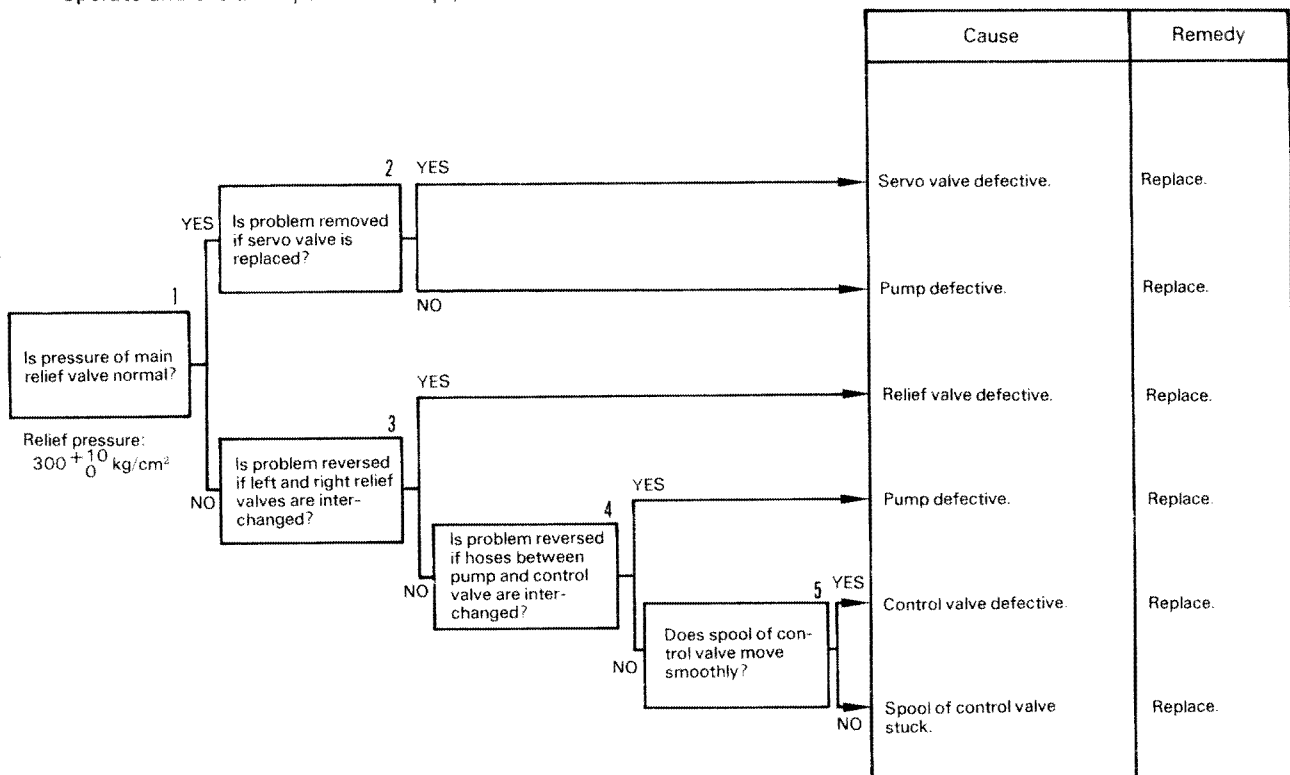 Operate and
Cause Remedy
2 YES
Servo valve defective. Replace.
YES
Is problem removed
if servo valve is
replaced?
1
NO
Pump defective. Replace.
Is pressure of main
relief valve normal?
Relief pressure:
300 +10 0 kg/cm²
YES
Relief valve defective. Replace.
3
NO
Is problem reversed
if left and right relief
valves are inter-
changed?
YES
Pump defective. Replace.
4
NO
Is problem reversed
if hoses between
pump and control
valve are inter-
changed?
5 YES
Control valve defective. Replace.
NO
Does spool of con-
trol valve move
smoothly?
NO
Spool of control valve
stuck.
Replace.